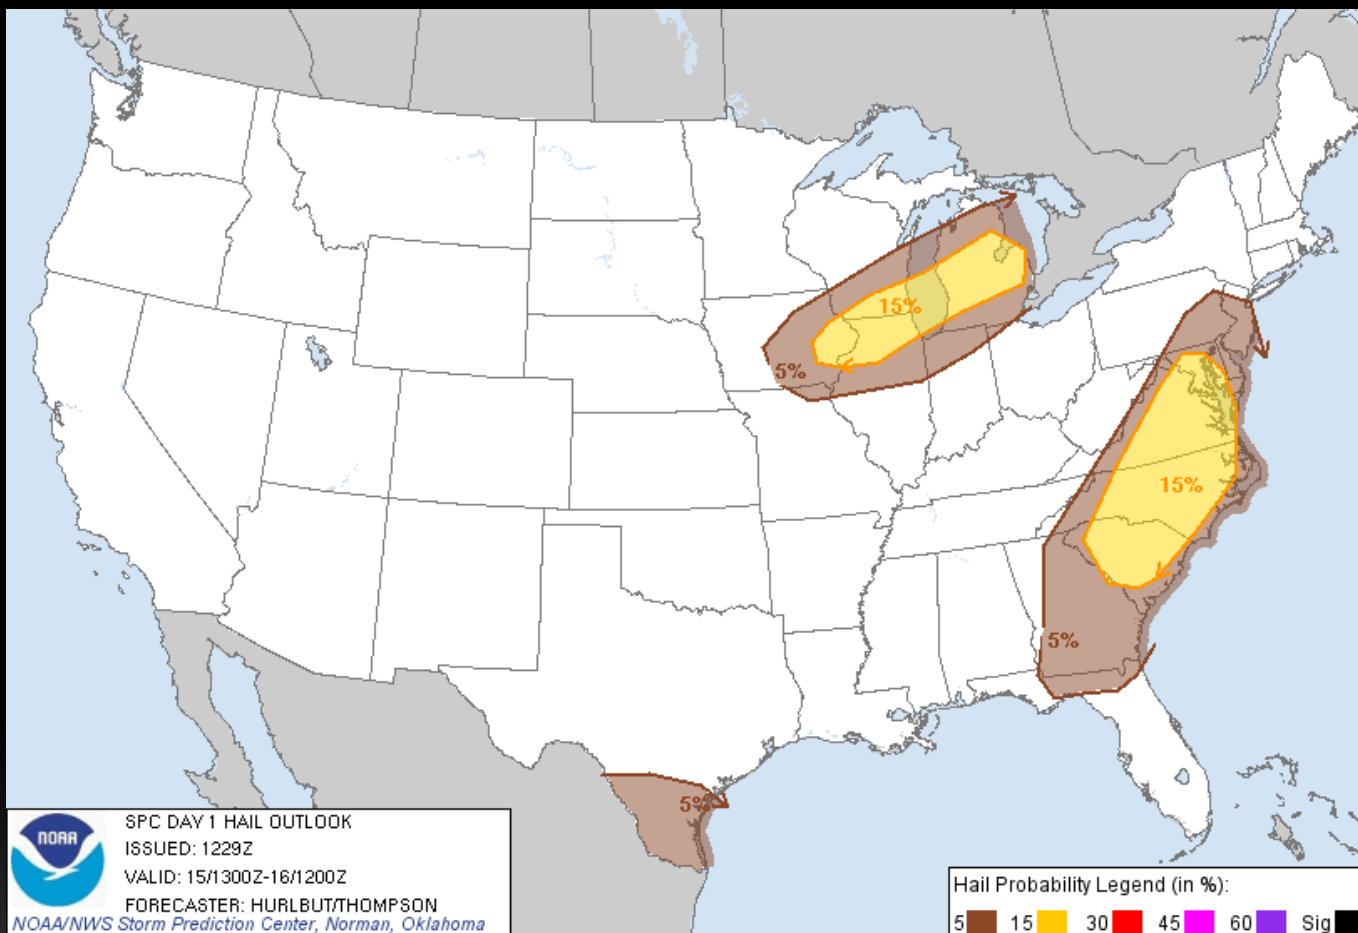 15%
5%
15%
5%
5%
NOAA
SPC DAY 1 HAIL OUTLOOK
ISSUED: 1229Z
VALID: 15/1300Z-16/1200Z
FORECASTER: HURLBUT/THOMPSON
NOAA/NWS Storm Prediction Center, Norman, Oklahoma
Hail Probability Legend (in %):
5 15 30 45 60 Sig